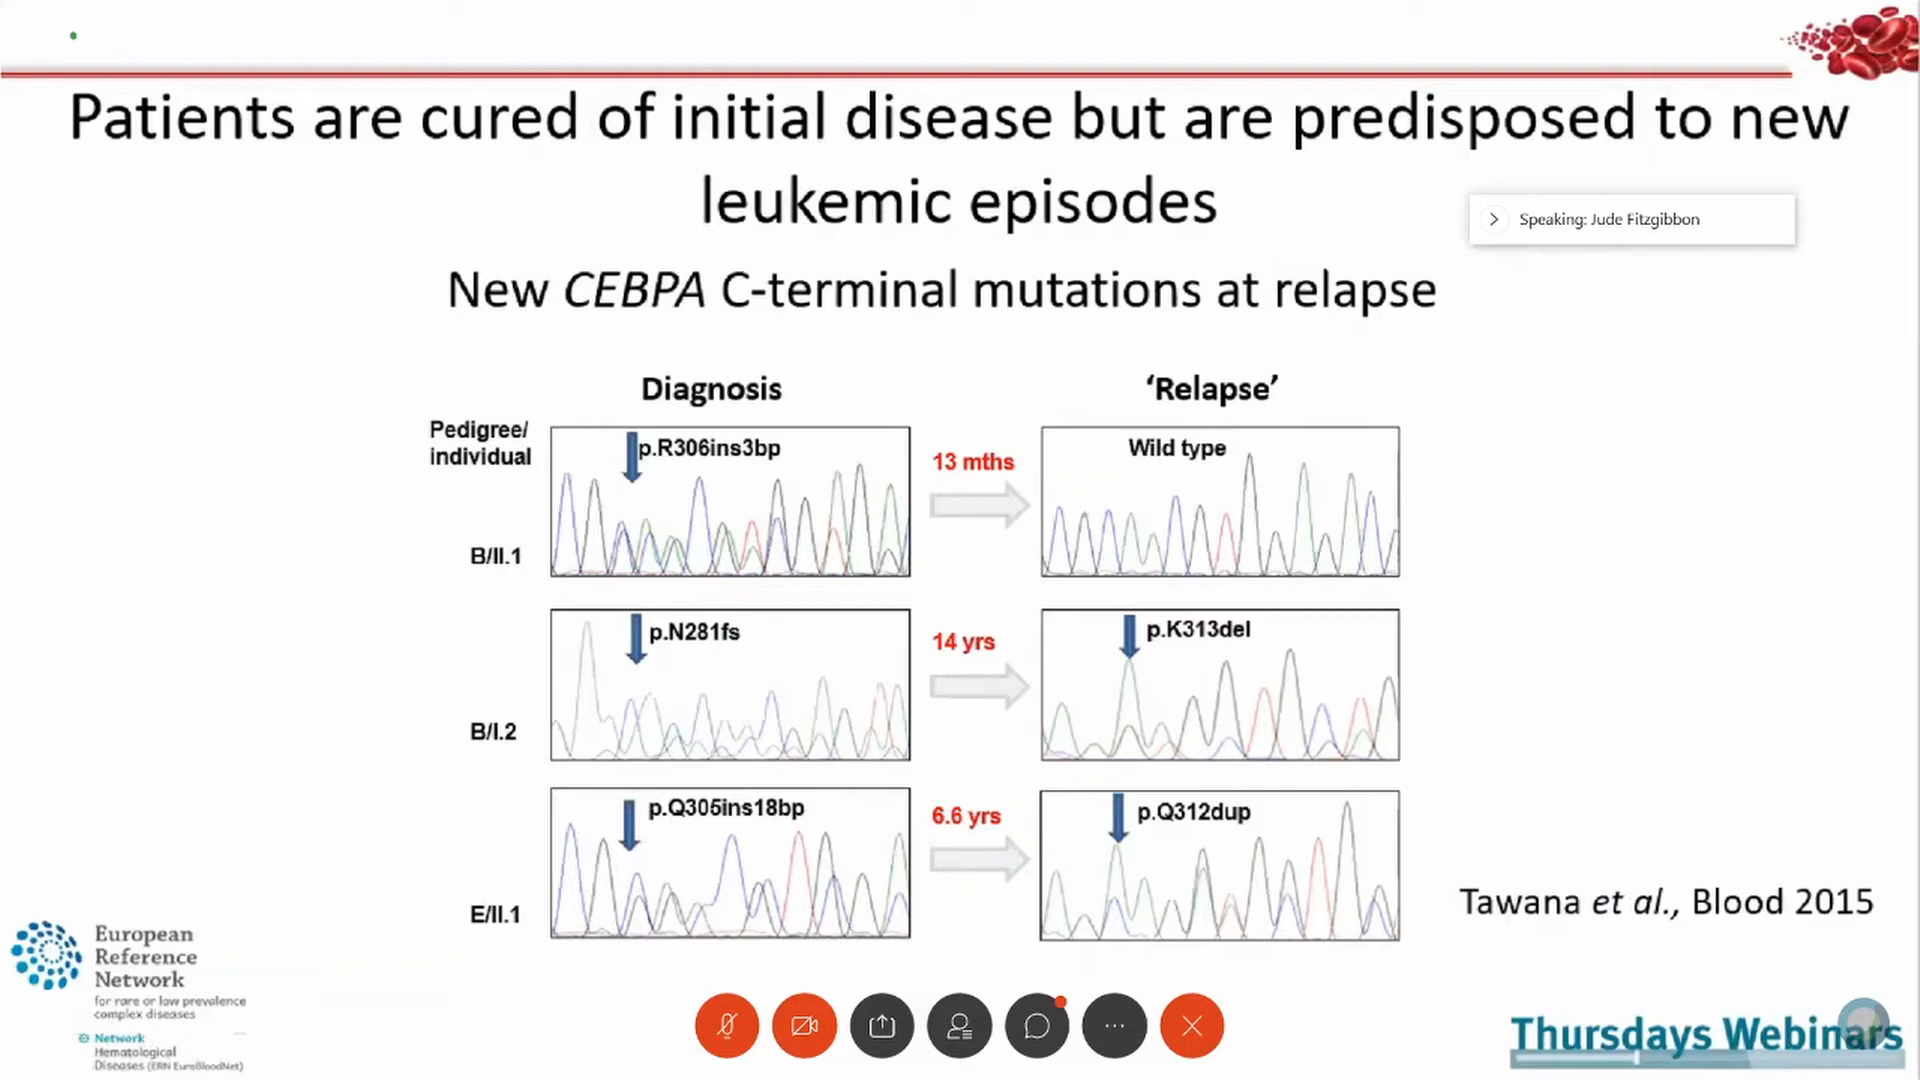 Patients are cured of initial disease but are predisposed to new
leukemic episodes
Speaking: Jude Fitzgibbon
New CEBPA C-terminal mutations at relapse
Diagnosis
‘Relapse’
Pedigree/
individual
p.R306ins3bp
13 mths
Wild type
B/II.1
p.N281fs
14 yrs
p.K313del
B/I.2
p.Q305ins18bp
6.6 yrs
p.Q312dup
E/II.1
Tawana et al., Blood 2015
European
Reference
Network
for rare or low prevalence
complex diseases
Network
Hematological
Diseases (ERN EuroBloodNet)
Thursdays Webinars